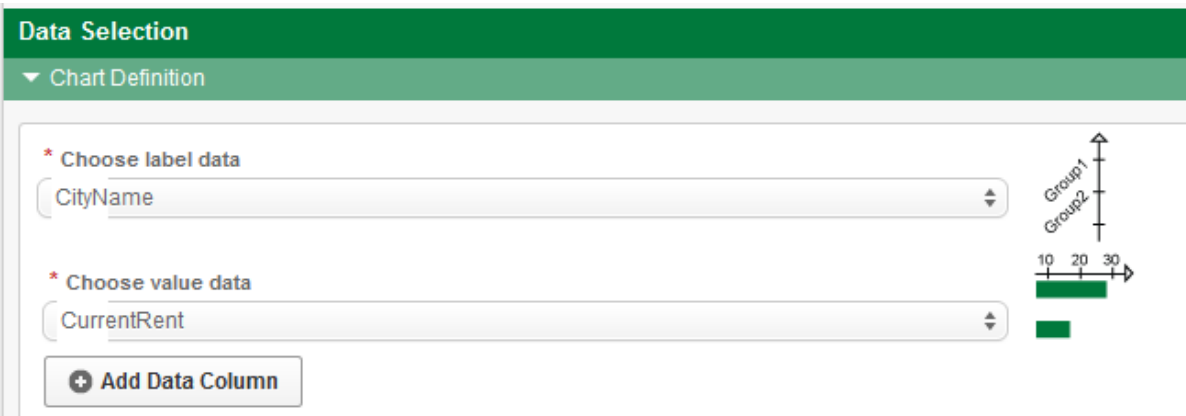 Data Selection
Chart Definition
* Choose label data
CityName
Group1
Group2
* Choose value data
10 20 30
CurrentRent
Add Data Column